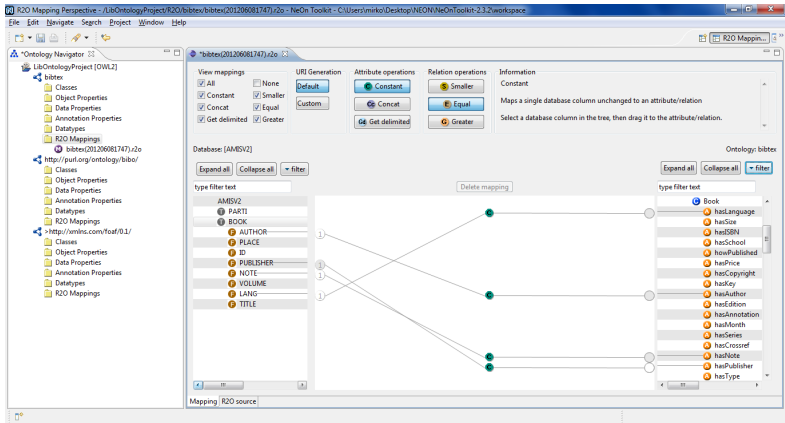 R2O Mapping Perspective - /LibOntologyProject/R2O/bibtex/bibtex(201206081747).r2o - NeOn Toolkit - C:\Users\mirko\Desktop\NEON\NeOnToolkit-2.3.2\workspace
File Edit Navigate Search Project Window Help
R2O Mappin...
*Ontology Navigator
LibOntologyProject [OWL2]
bibtex
Classes
Object Properties
Data Properties
Annotation Properties
Datatypes
R2O Mappings
bibtex(201206081747).r2o
http://purl.org/ontology/bibo/
Classes
Object Properties
Data Properties
Annotation Properties
Datatypes
R2O Mappings
>http://xmlns.com/foaf/0.1/
Classes
Object Properties
Data Properties
Annotation Properties
Datatypes
R2O Mappings
*bibtex(201206081747).r2o
View mappings
All None
Constant Smaller
Concat Equal
Get delimited Greater
URI Generation
Default
Custom
Attribute operations
C Constant
Cc Concat
Gd Get delimited
Relation operations
S Smaller
E Equal
G Greater
Information
Constant
Maps a single database column unchanged to an attribute/relation
Select a database column in the tree, then drag it to the attribute/relation.
Database: [AMISV2]
Ontology: bibtex
Expand all Collapse all filter
Expand all Collapse all filter
type filter text
Delete mapping
type filter text
AMISV2
T PARTI
T BOOK
F AUTHOR
F PLACE
F ID
F PUBLISHER
F NOTE
F VOLUME
F LANG
F TITLE
1
1
1
1
C
C
C
C
C Book
A hasLanguage
A hasSize
A hasISBN
A hasSchool
A howPublished
A hasPrice
A hasCopyright
A hasKey
A hasAuthor
A hasEdition
A hasAnnotation
A hasMonth
A hasSeries
A hasCrossref
A hasNote
A hasPublisher
A hasType
Mapping R2O source